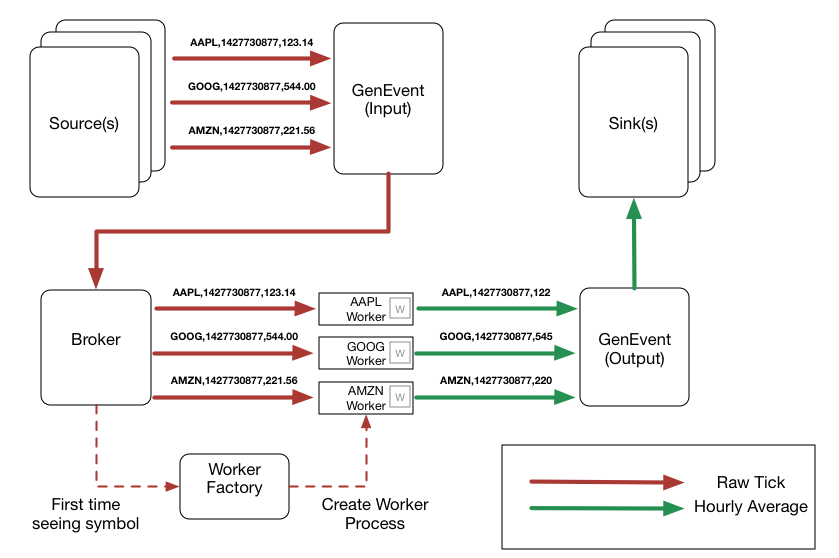 AAPL,1427730877,123.14
GOOG,1427730877,544.00
AMZN,1427730877,221.56
Source(s)
GenEvent
(Input)
Sink(s)
Broker
AAPL,1427730877,123.14
GOOG,1427730877,544.00
AMZN,1427730877,221.56
AAPL
Worker
W
GOOG
Worker
W
AMZN
Worker
W
AAPL,1427730877,122
GOOG,1427730877,545
AMZN,1427730877,220
GenEvent
(Output)
First time
seeing symbol
Worker
Factory
Create Worker
Process
Raw Tick
Hourly Average